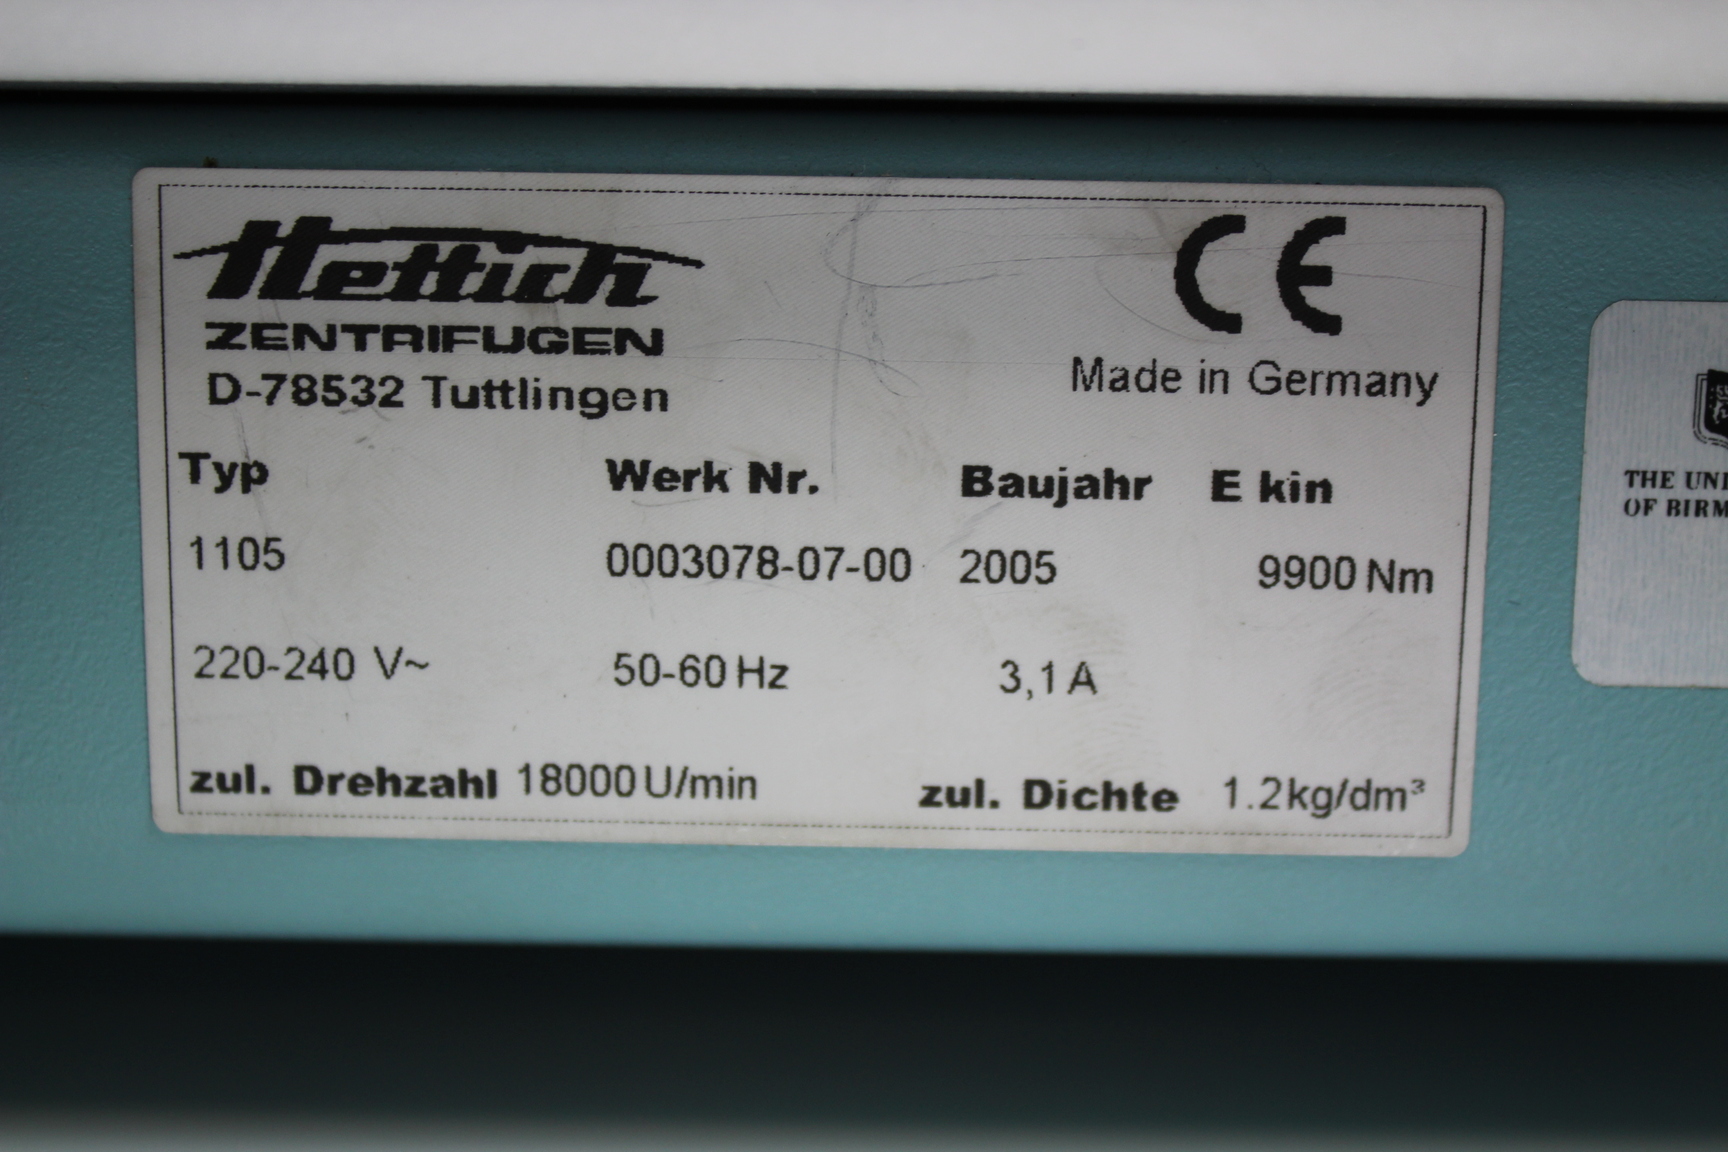 Hettich
ZENTRIFUGEN
D-78532 Tuttlingen
CE
Made in Germany
Typ Werk Nr. Baujahr E kin
1105 0003078-07-00 2005 9900 Nm
220-240 V~ 50-60 Hz 3,1 A
zul. Drehzahl 18000 U/min zul. Dichte 1.2 kg/dm³
THE UNI
OF BIRM